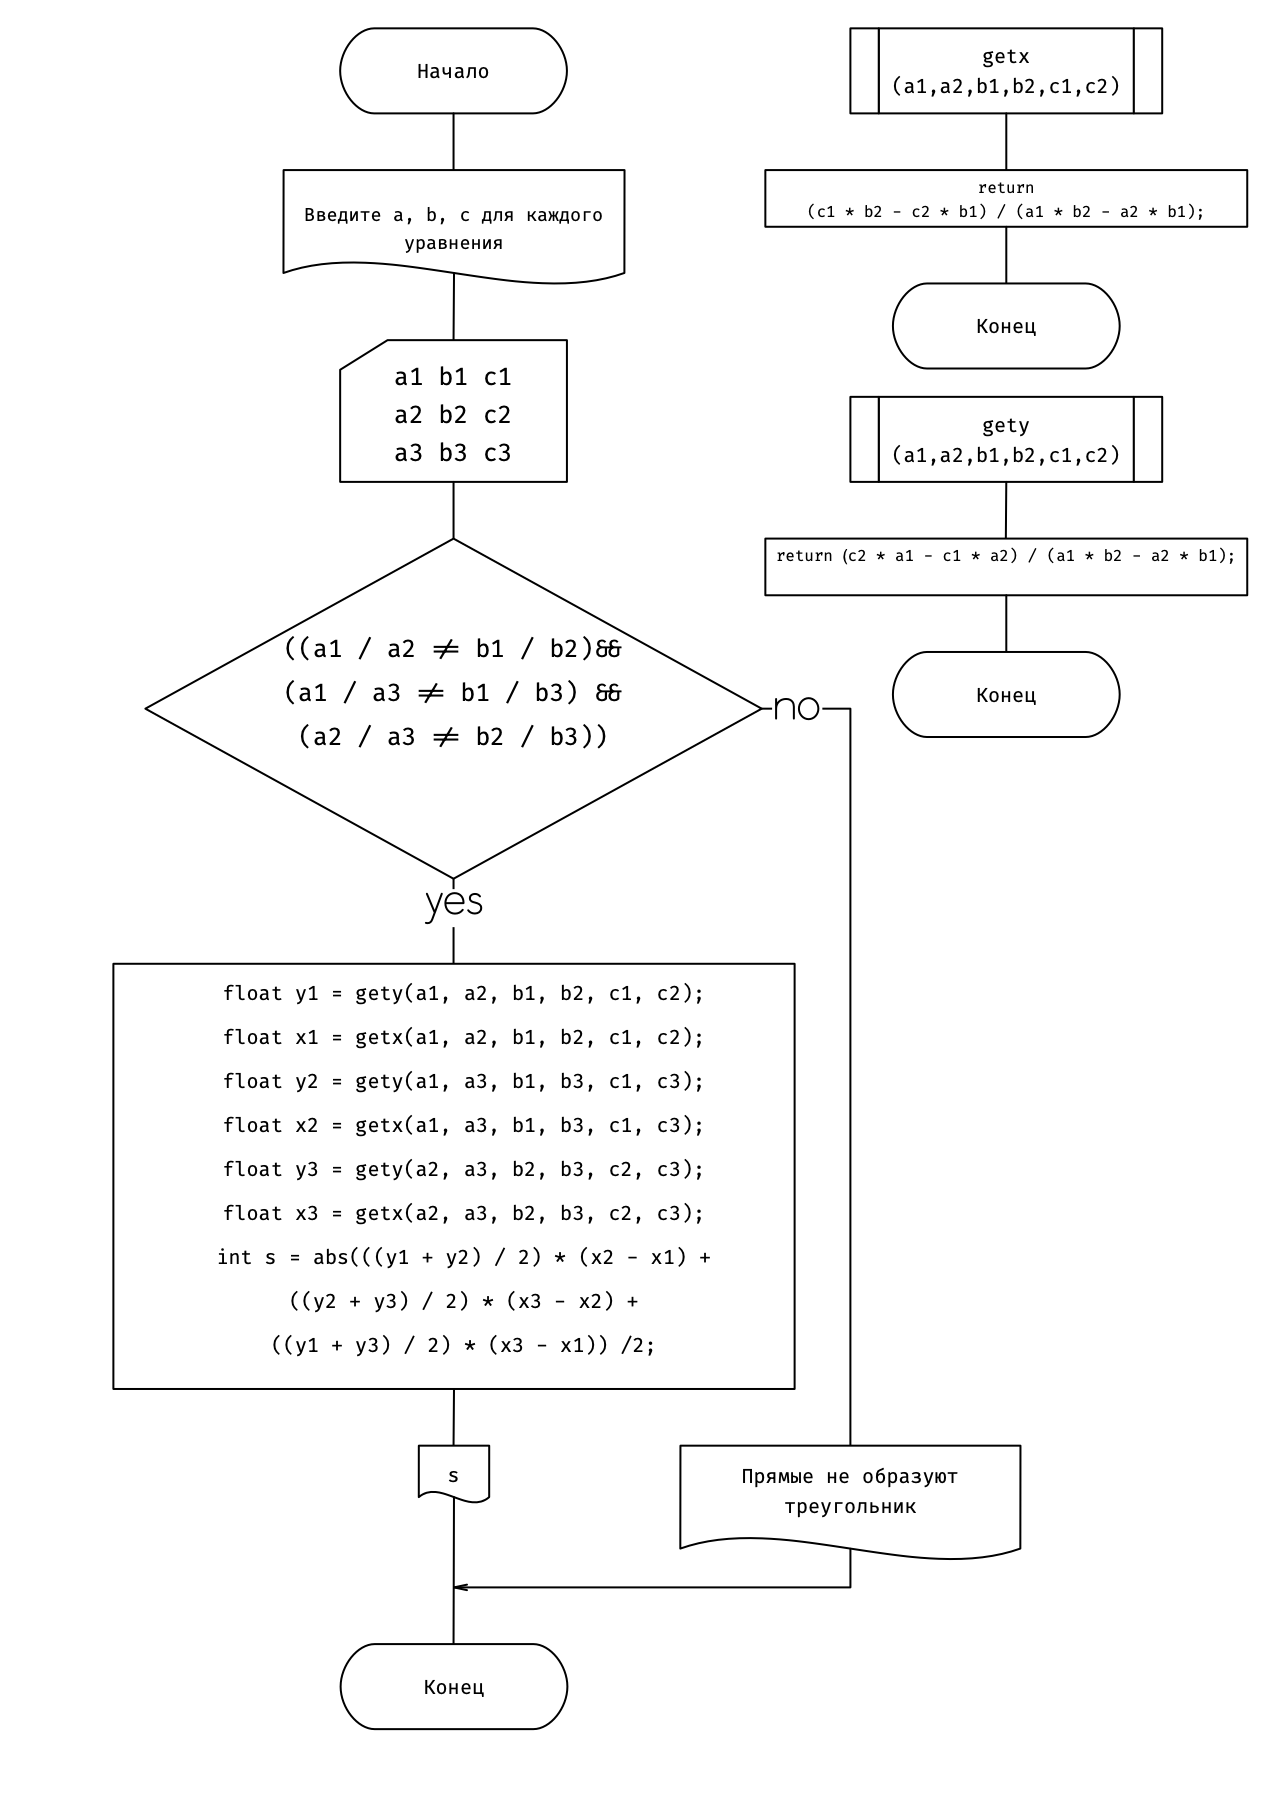 Начало
Введите a, b, c для каждого
уравнения
a1 b1 c1
a2 b2 c2
a3 b3 c3
((a1 / a2 ≠ b1 / b2)&&
(a1 / a3 ≠ b1 / b3) &&
(a2 / a3 ≠ b2 / b3))
no
yes
float y1 = gety(a1, a2, b1, b2, c1, c2);
float x1 = getx(a1, a2, b1, b2, c1, c2);
float y2 = gety(a1, a3, b1, b3, c1, c3);
float x2 = getx(a1, a3, b1, b3, c1, c3);
float y3 = gety(a2, a3, b2, b3, c2, c3);
float x3 = getx(a2, a3, b2, b3, c2, c3);
int s = abs(((y1 + y2) / 2) * (x2 - x1) +
((y2 + y3) / 2) * (x3 - x2) +
((y1 + y3) / 2) * (x3 - x1)) /2;
s
Прямые не образуют
треугольник
Конец
getx
(a1,a2,b1,b2,c1,c2)
return
(c1 * b2 - c2 * b1) / (a1 * b2 - a2 * b1);
Конец
gety
(a1,a2,b1,b2,c1,c2)
return (c2 * a1 - c1 * a2) / (a1 * b2 - a2 * b1);
Конец